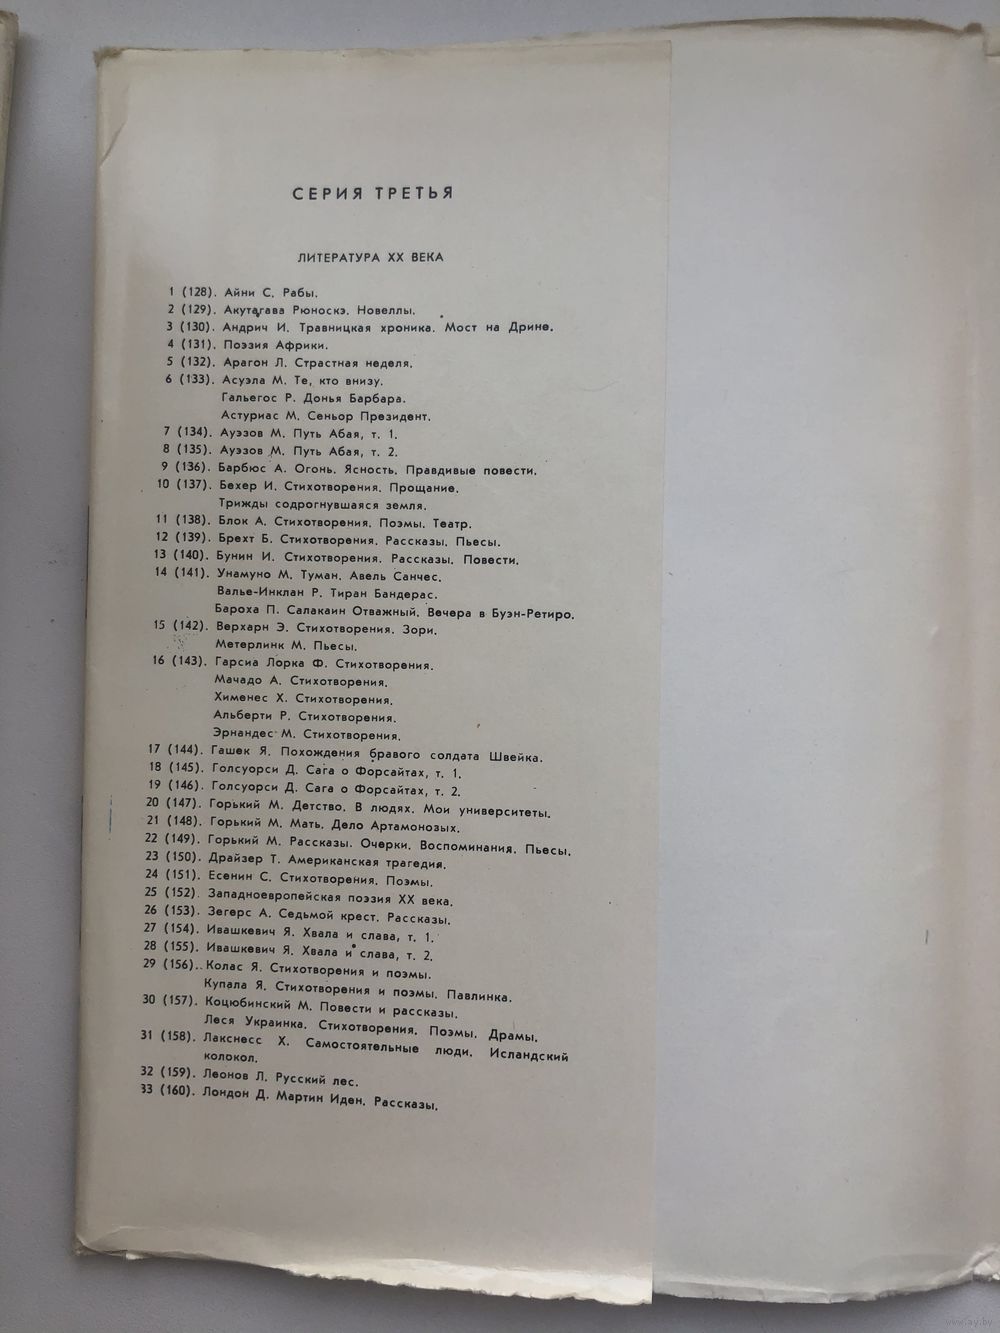 СЕРИЯ ТРЕТЬЯ
ЛИТЕРАТУРА XX ВЕКА
1 (128). Айни С. Рабы.
2 (129). Акутагава Рюноскэ. Новеллы.
3 (130). Андрич И. Травницкая хроника. Мост на Дрине.
4 (131). Поэзия Африки.
5 (132). Арагон Л. Страстная неделя.
6 (133). Асуэла М. Те, кто внизу.
Гальегос Р. Донья Барбара.
Астуриас М. Сеньор Президент.
7 (134). Ауэзов М. Путь Абая, т. 1.
8 (135). Ауэзов М. Путь Абая, т. 2.
9 (136). Барбюс А. Огонь. Ясность. Правдивые повести.
10 (137). Бехер И. Стихотворения. Прощание.
Трижды содрогнувшаяся земля.
11 (138). Блок А. Стихотворения. Поэмы. Театр.
12 (139). Брехт Б. Стихотворения. Рассказы. Пьесы.
13 (140). Бунин И. Стихотворения. Рассказы. Повести.
14 (141). Унамуно М. Туман. Авель Санчес.
Валье-Инклан Р. Тиран Бандерас.
Бароха П. Салакаин Отважный. Вечера в Буэн-Ретиро.
15 (142). Верхарн Э. Стихотворения. Зори.
Метерлинк М. Пьесы.
16 (143). Гарсиа Лорка Ф. Стихотворения.
Мачадо А. Стихотворения.
Хименес Х. Стихотворения.
Альберти Р. Стихотворения.
Эрнандес М. Стихотворения.
17 (144). Гашек Я. Похождения бравого солдата Швейка.
18 (145). Голсуорси Д. Сага о Форсайтах, т. 1.
19 (146). Голсуорси Д. Сага о Форсайтах, т. 2.
20 (147). Горький М. Детство. В людях. Мои университеты.
21 (148). Горький М. Мать. Дело Артамонозых.
22 (149). Горький М. Рассказы. Очерки. Воспоминания. Пьесы.
23 (150). Драйзер Т. Американская трагедия.
24 (151). Есенин С. Стихотворения. Поэмы.
25 (152). Западноевропейская поэзия XX века.
26 (153). Зегерс А. Седьмой крест. Рассказы.
27 (154). Ивашкевич Я. Хвала и слава, т. 1.
28 (155). Ивашкевич Я. Хвала и слава, т. 2.
29 (156). Колас Я. Стихотворения и поэмы.
Купала Я. Стихотворения и поэмы. Павлинка.
30 (157). Коцюбинский М. Повести и рассказы.
Леся Украинка. Стихотворения. Поэмы. Драмы.
31 (158). Лакснесс Х. Самостоятельные люди. Исландский
колокол.
32 (159). Леонов Л. Русский лес.
33 (160). Лондон Д. Мартин Иден. Рассказы.
www.ay.by